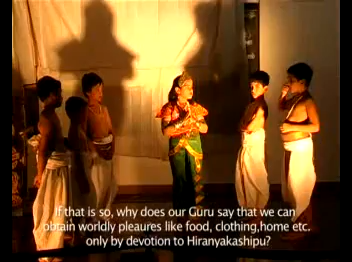 If that is so, why does our Guru say that we can
obtain worldly pleaures like food, clothing,home etc.
only by devotion to Hiranyakashipu?